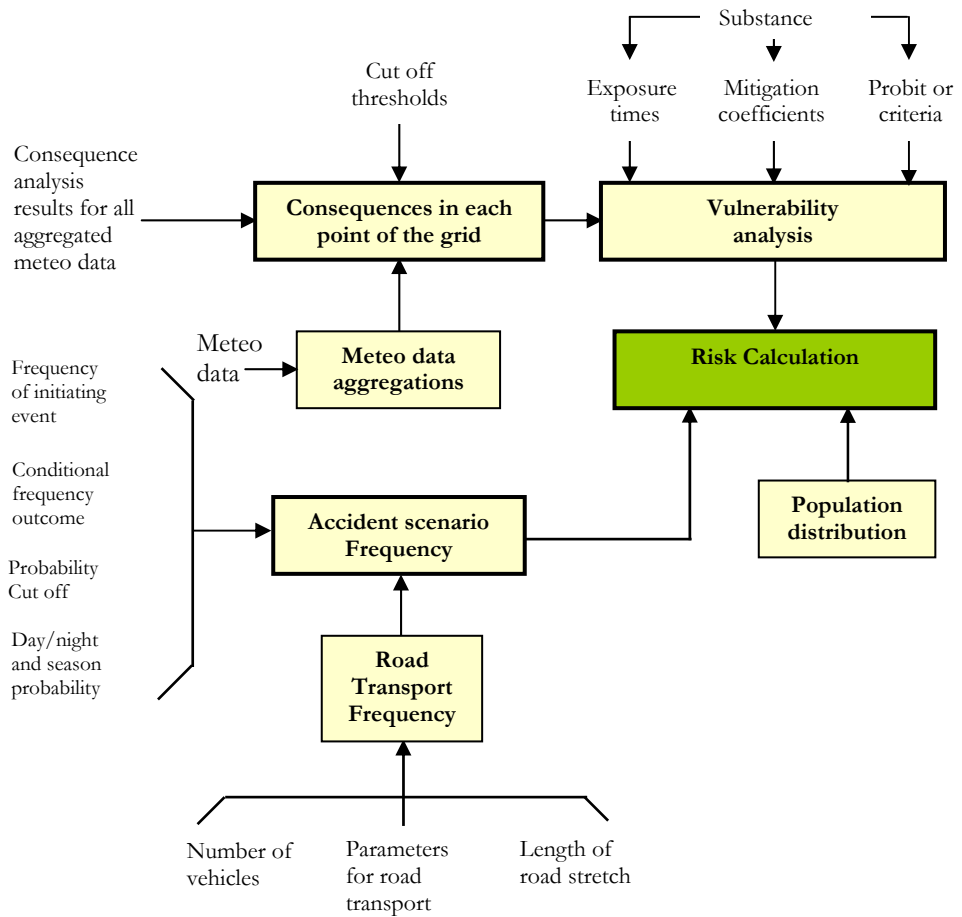 Substance
Cut off
thresholds
Exposure
times
Mitigation
coefficients
Probit or
criteria
Consequence
analysis
results for all
aggregated
meteo data
Consequences in each
point of the grid
Vulnerability
analysis
Meteo
data
Meteo data
aggregations
Risk Calculation
Frequency
of initiating
event
Conditional
frequency
outcome
Probability
Cut off
Day/night
and season
probability
Accident scenario
Frequency
Population
distribution
Road
Transport
Frequency
Number of
vehicles
Parameters
for road
transport
Length of
road stretch